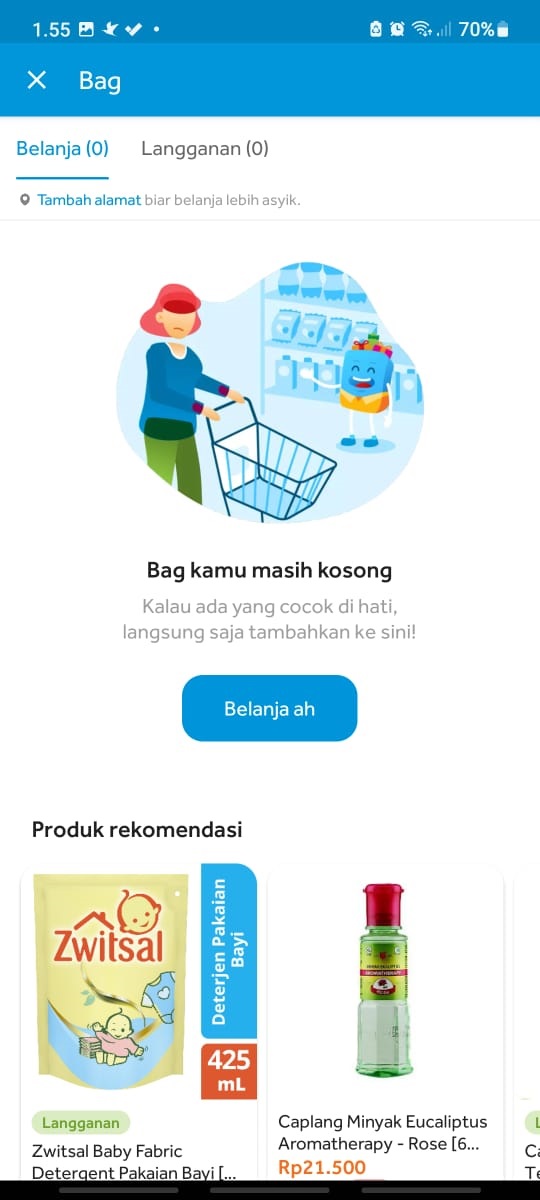 1.55
70%
Bag
Belanja (0)
Langganan (0)
Tambah alamat biar belanja lebih asyik.
Bag kamu masih kosong
Kalau ada yang cocok di hati,
langsung saja tambahkan ke sini!
Belanja ah
Produk rekomendasi
Zwitsal
Deterjen Pakaian
Bayi
425
mL
AROMATHERAPY
Langganan
Zwitsal Baby Fabric
Detergent Pakaian Bayi [...
Caplang Minyak Eucaliptus
Aromatherapy - Rose [6...
Rp21.500
L
Ca
Te